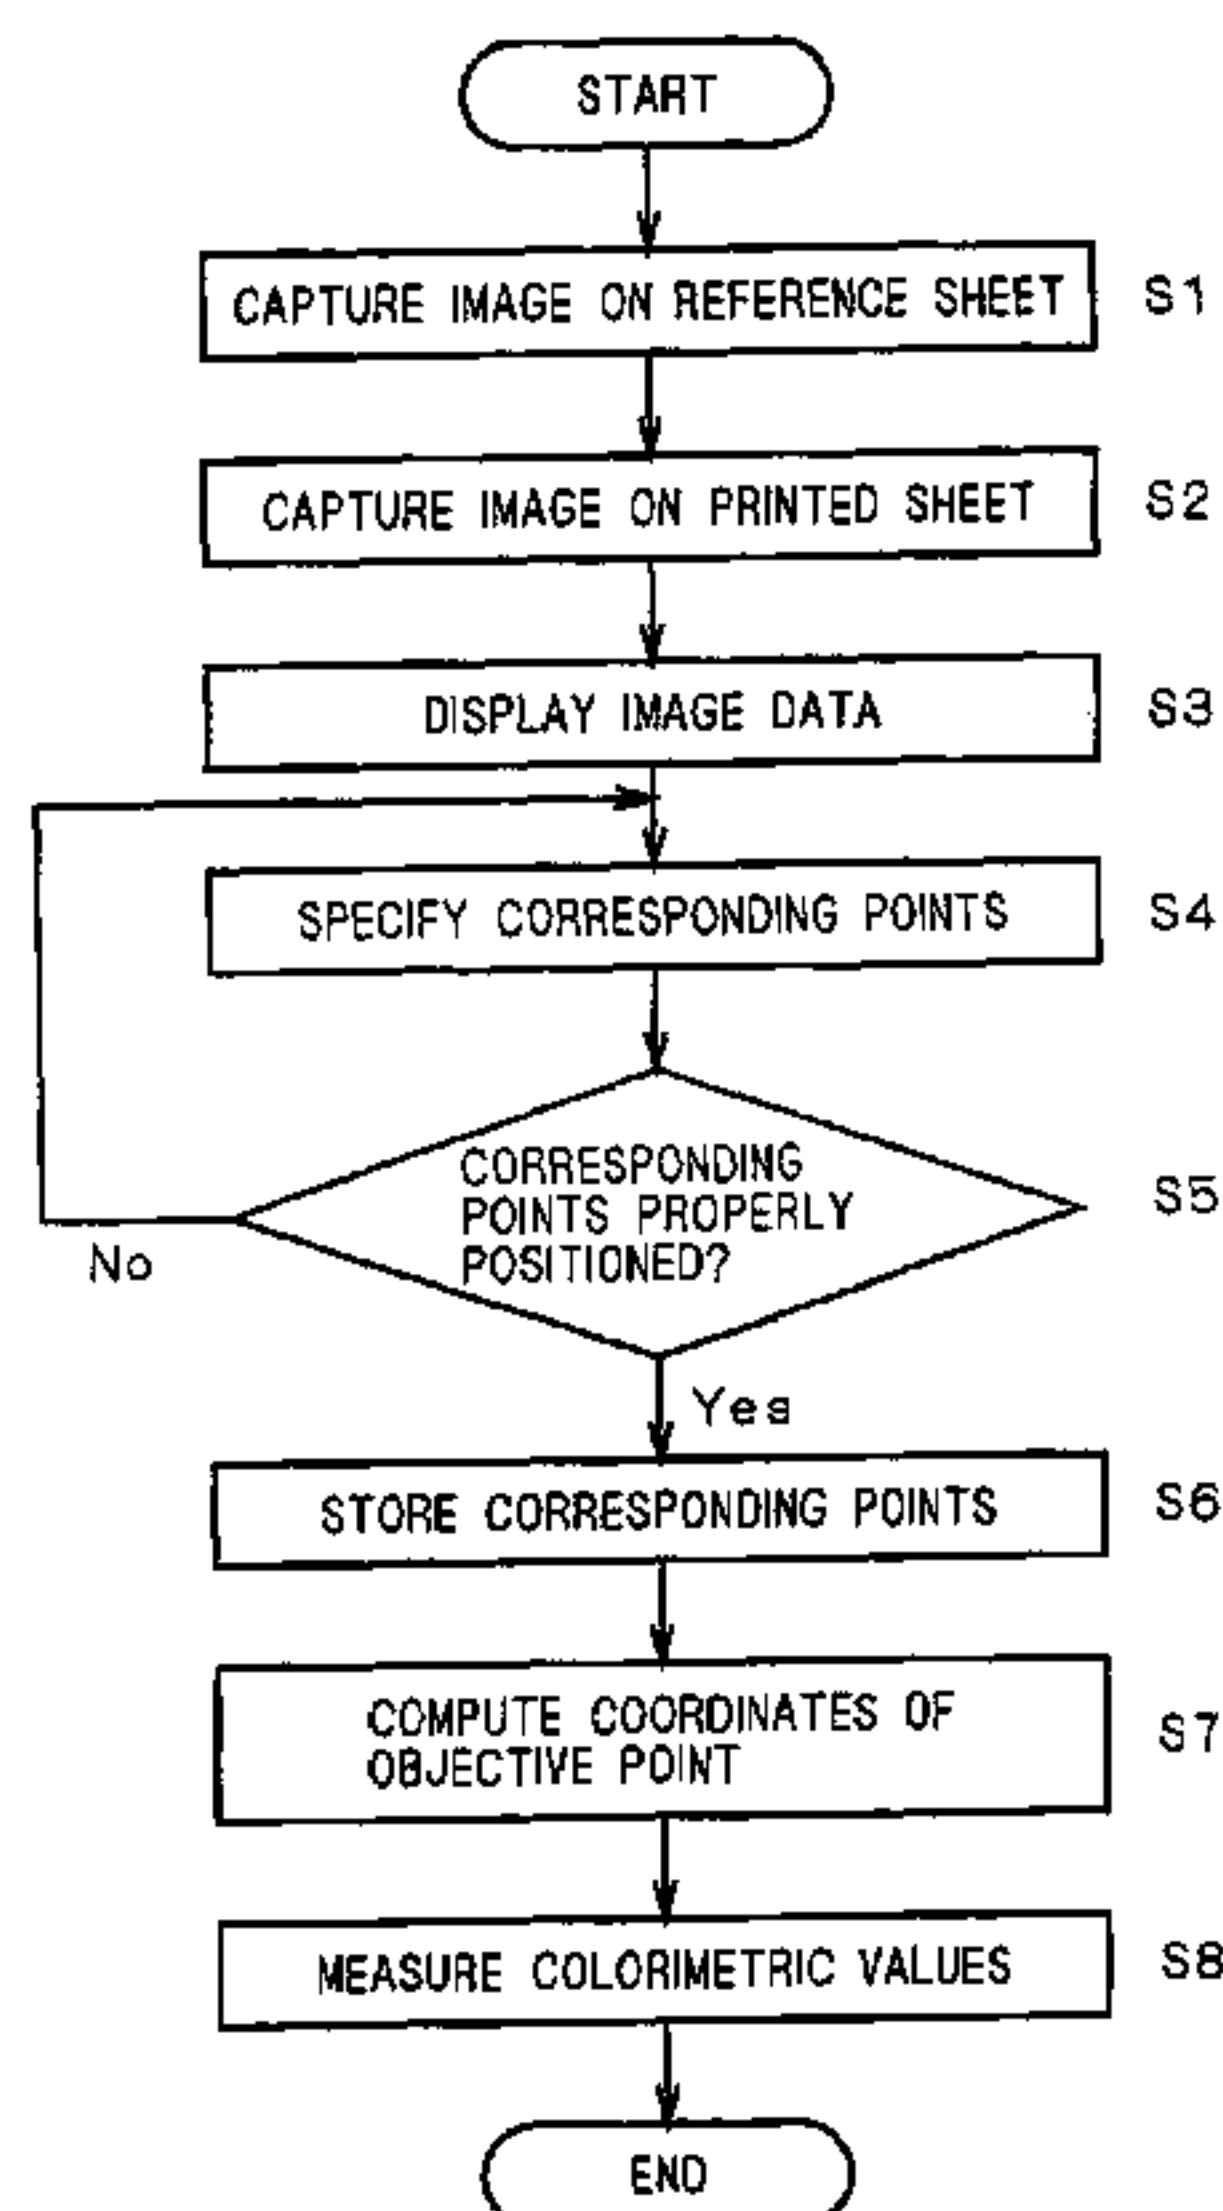 START
CAPTURE IMAGE ON REFERENCE SHEET S1
CAPTURE IMAGE ON PRINTED SHEET S2
DISPLAY IMAGE DATA S3
SPECIFY CORRESPONDING POINTS S4
CORRESPONDING
POINTS PROPERLY S5
POSITIONED?
No
Yes
STORE CORRESPONDING POINTS S6
COMPUTE COORDINATES OF
OBJECTIVE POINT S7
MEASURE COLORIMETRIC VALUES S8
END